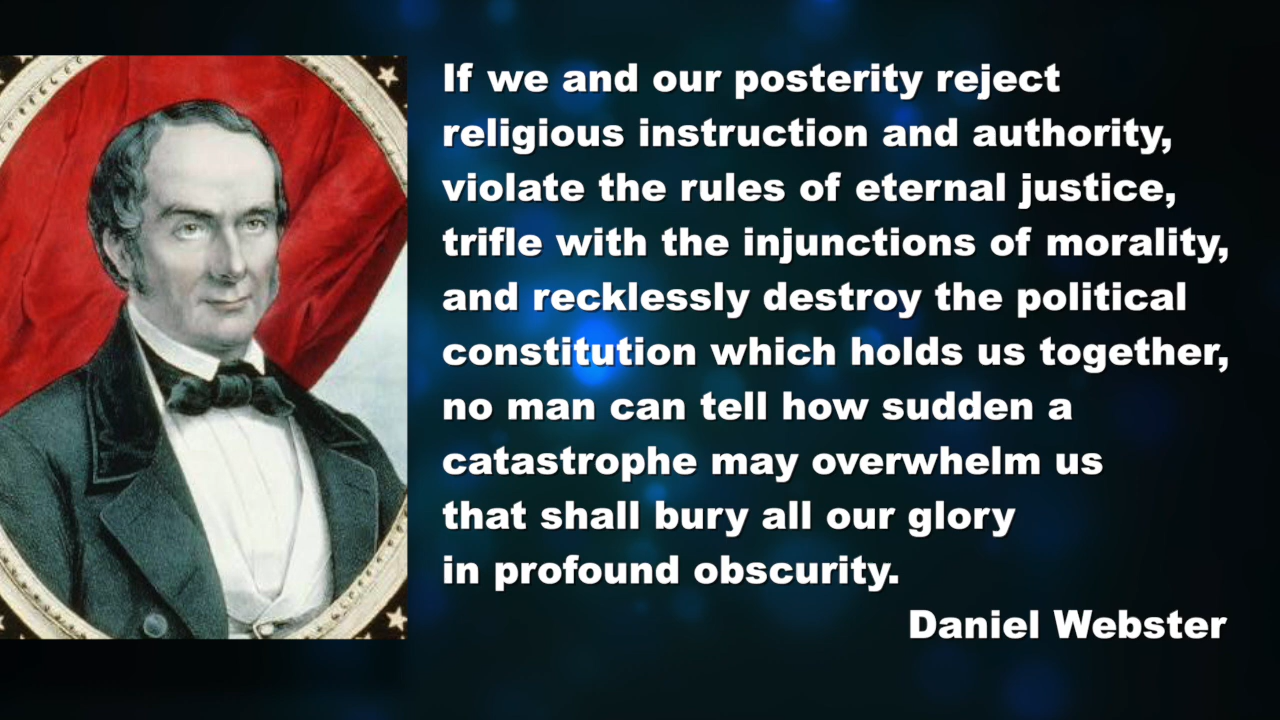 If we and our posterity reject
religious instruction and authority,
violate the rules of eternal justice,
trifle with the injunctions of morality,
and recklessly destroy the political
constitution which holds us together,
no man can tell how sudden a
catastrophe may overwhelm us
that shall bury all our glory
in profound obscurity.
Daniel Webster